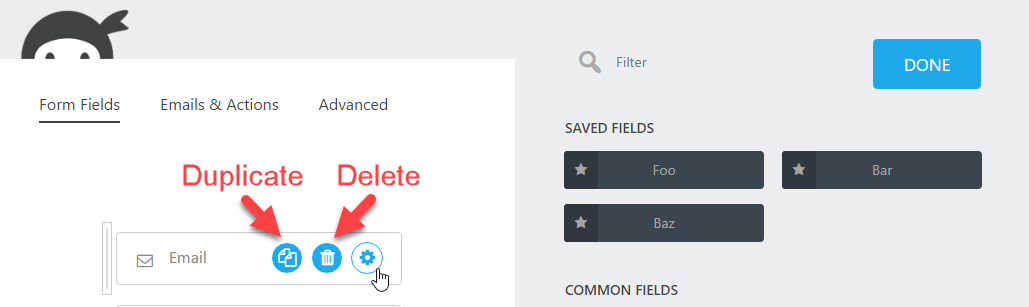 Filter
DONE
Form Fields
Emails & Actions
Advanced
SAVED FIELDS
Foo
Bar
Baz
Duplicate
Delete
Email
COMMON FIELDS